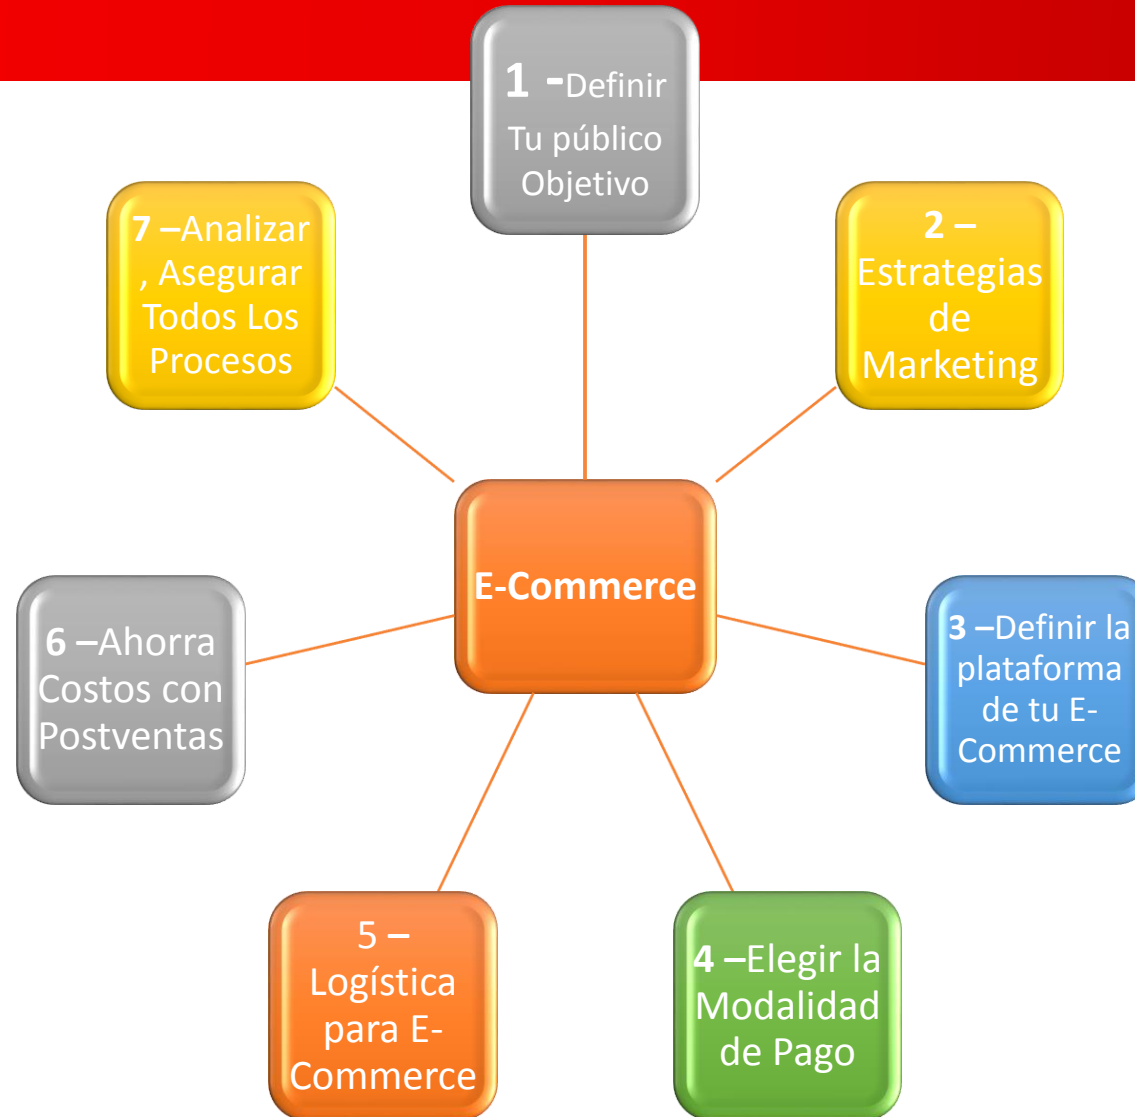 1 -Definir
Tu público
Objetivo
2 –
Estrategias
de
Marketing
3 –Definir la
plataforma
de tu E-
Commerce
4 –Elegir la
Modalidad
de Pago
5 –
Logística
para E-
Commerce
6 –Ahorra
Costos con
Postventas
7 –Analizar
, Asegurar
Todos Los
Procesos
E-Commerce